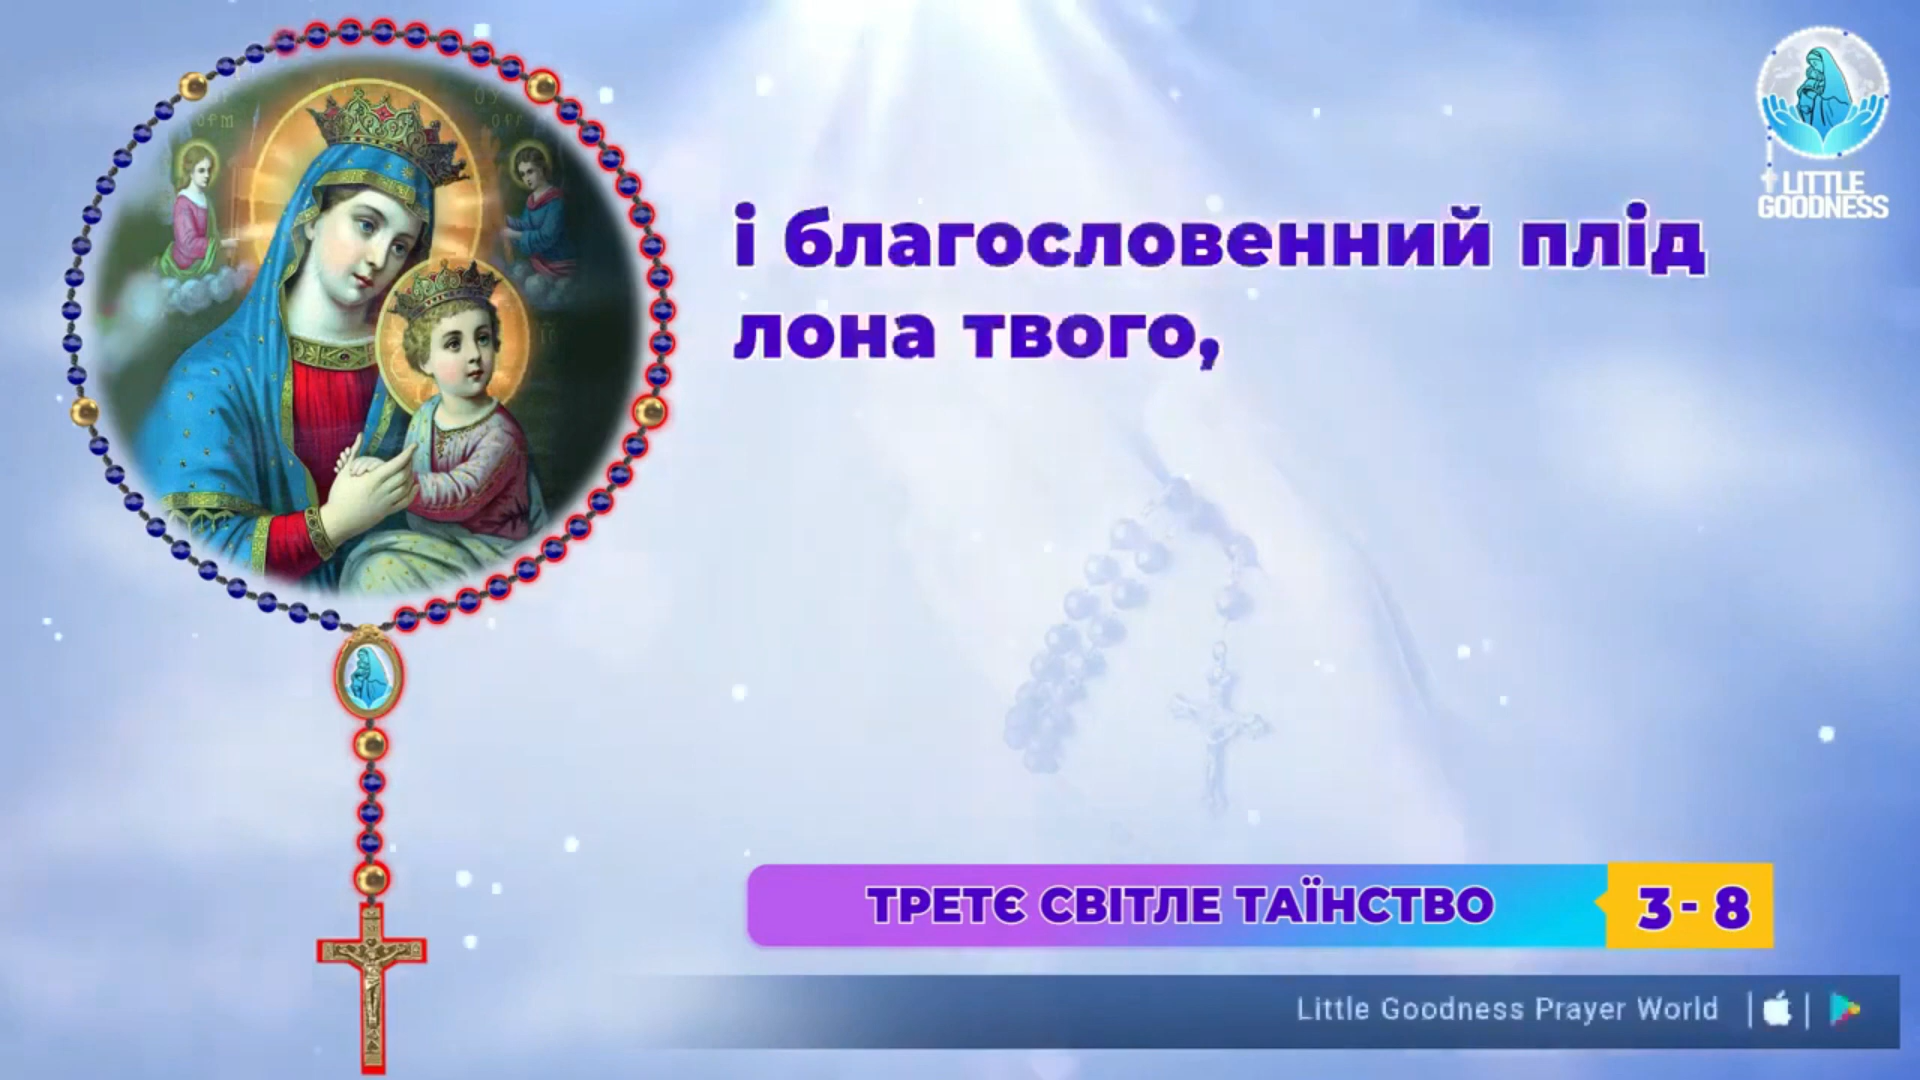 LITTLE
GOODNESS
і благословенний плід
лона твого,
ТРЕТЄ СВІТЛЕ ТАЇНСТВО 3 - 8
Little Goodness Prayer World